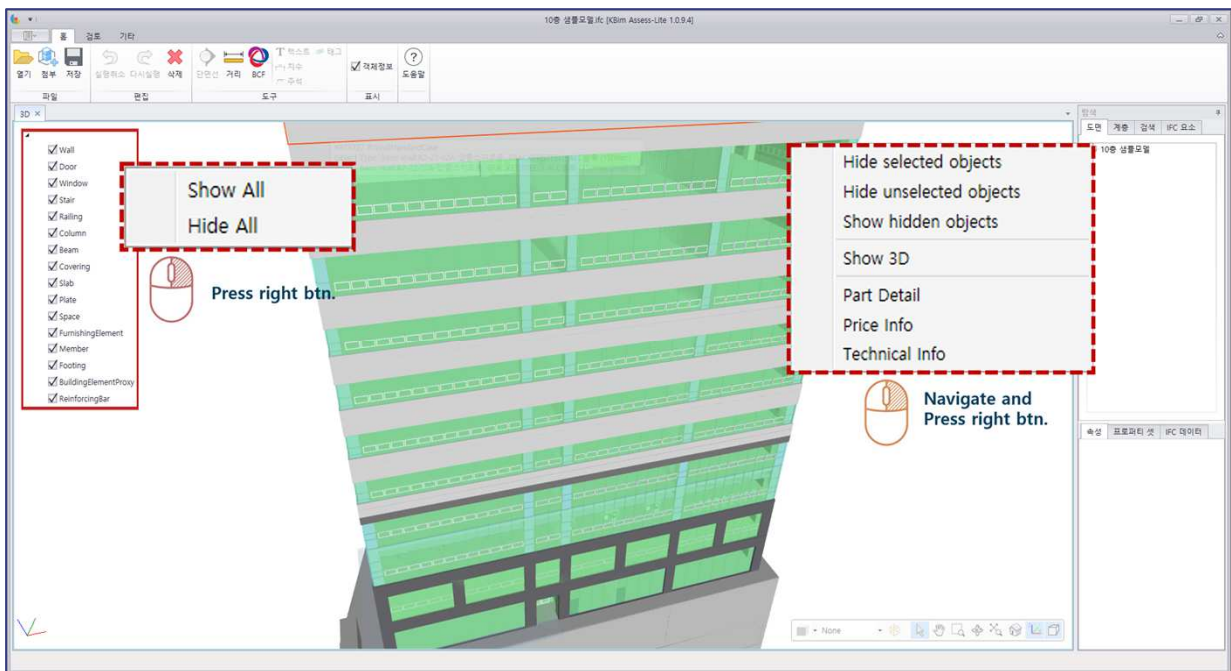 10층 샘플모델.ifc [KBim Assess-Lite 1.0.9.4]
홈 검토 기타
열기 첨부 저장 실행취소 다시실행 삭제 단면선 거리 BCF 텍스트 태그
치수
주석
객체정보 도움말
파일 편집 도구 표시
3D
탐색
도면 계층 검색 IFC 요소
10층 샘플모델
Wall
Door
Window
Stair
Railing
Column
Beam
Covering
Slab
Plate
Space
FurnishingElement
Member
Footing
BuildingElementProxy
ReinforcingBar
Show All
Hide All
Press right btn.
Hide selected objects
Hide unselected objects
Show hidden objects
Show 3D
Part Detail
Price Info
Technical Info
Navigate and
Press right btn.
속성 프로퍼티 셋 IFC 데이터
None